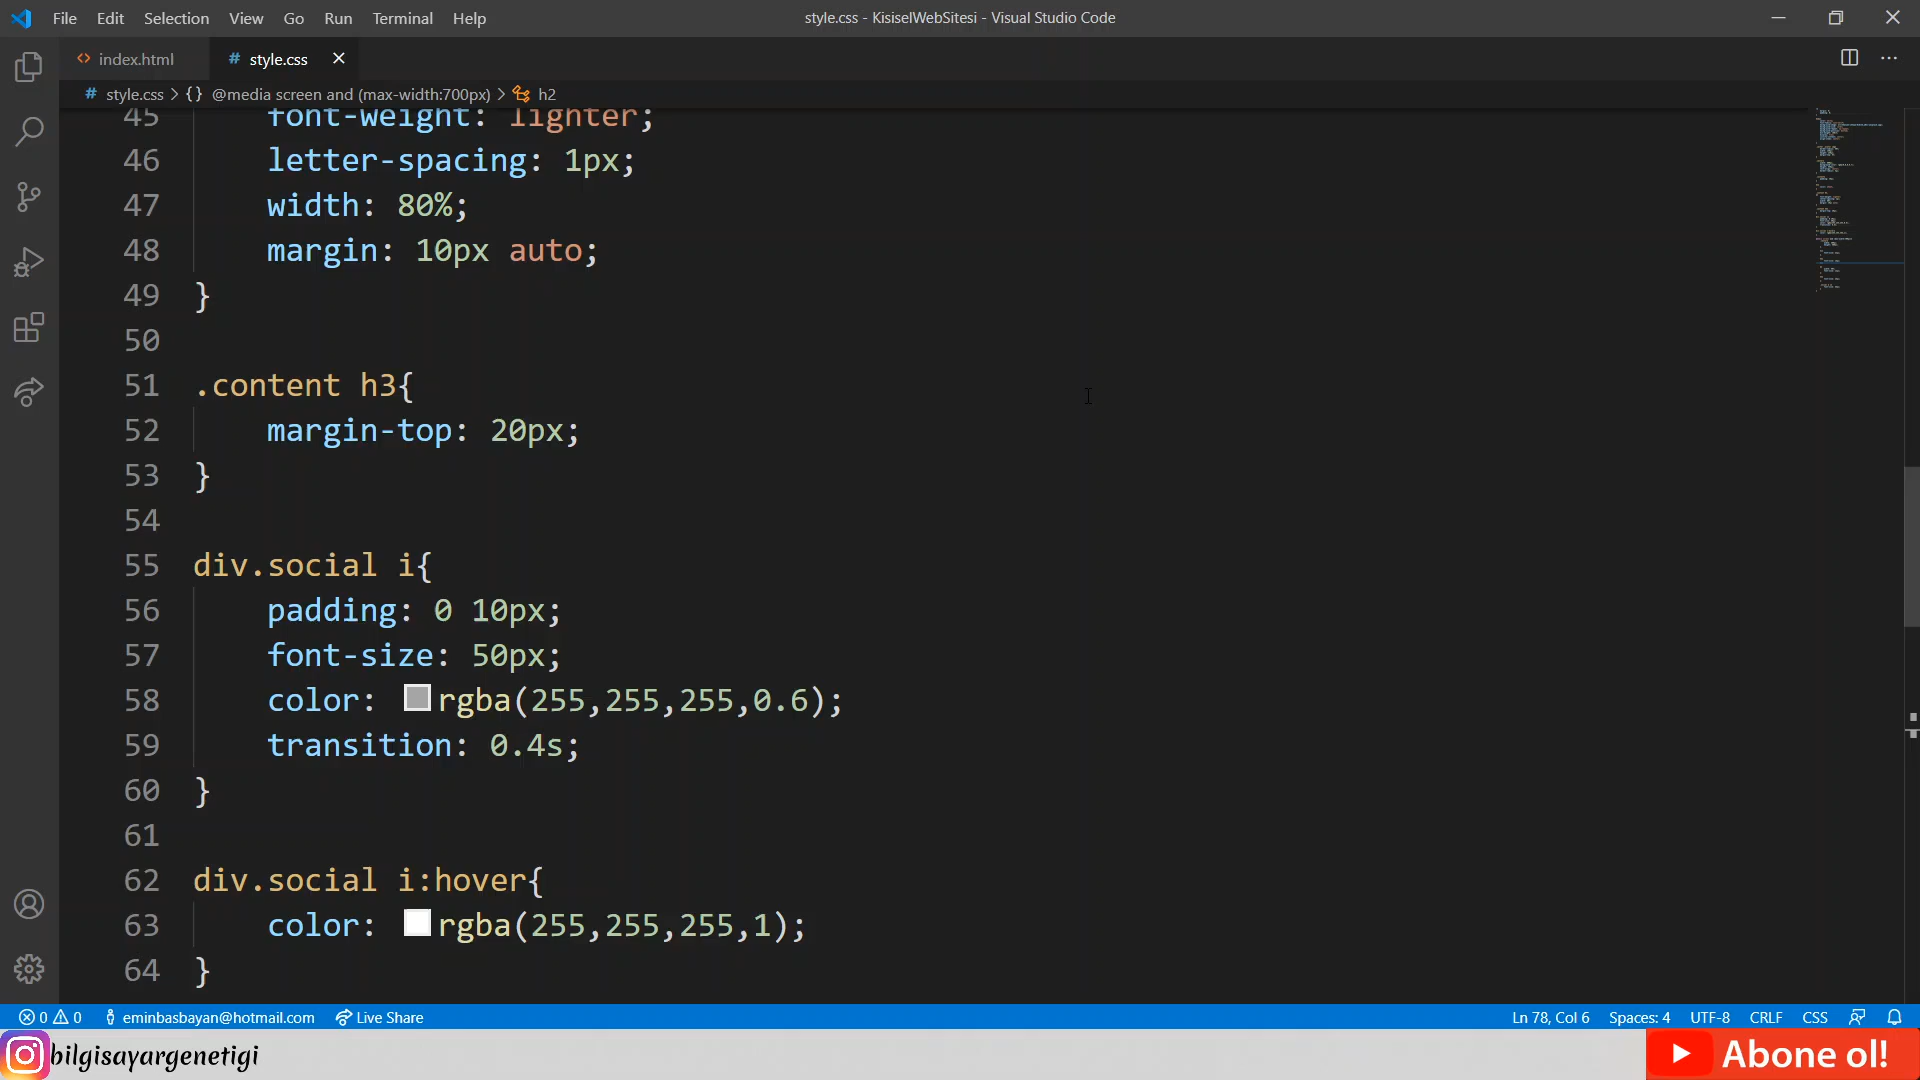 File Edit Selection View Go Run Terminal Help
style.css - KisiselWebSitesi - Visual Studio Code
index.html
# style.css
# style.css > {} @media screen and (max-width:700px) > h2
45 font-weight: lighter;
46 letter-spacing: 1px;
47 width: 80%;
48 margin: 10px auto;
49 }
50
51 .content h3{
52 margin-top: 20px;
53 }
54
55 div.social i{
56 padding: 0 10px;
57 font-size: 50px;
58 color: rgba(255,255,255,0.6);
59 transition: 0.4s;
60 }
61
62 div.social i:hover{
63 color: rgba(255,255,255,1);
64 }
0 0 eminbasbayan@hotmail.com Live Share
Ln 78, Col 6 Spaces: 4 UTF-8 CRLF CSS
bilgisayargenetigi
Abone ol!